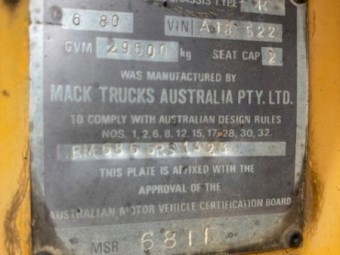 CHASSIS TYPE
6 80 VIN A13 522
GVM 29500 kg SEAT CAP 2
WAS MANUFACTURED BY
MACK TRUCKS AUSTRALIA PTY. LTD.
TO COMPLY WITH AUSTRALIAN DESIGN RULES
NOS. 1, 2, 6, 8, 12, 15, 17, 28, 30, 32.
THIS PLATE IS AFFIXED WITH THE
APPROVAL OF THE
AUSTRALIAN MOTOR VEHICLE CERTIFICATION BOARD
MSR